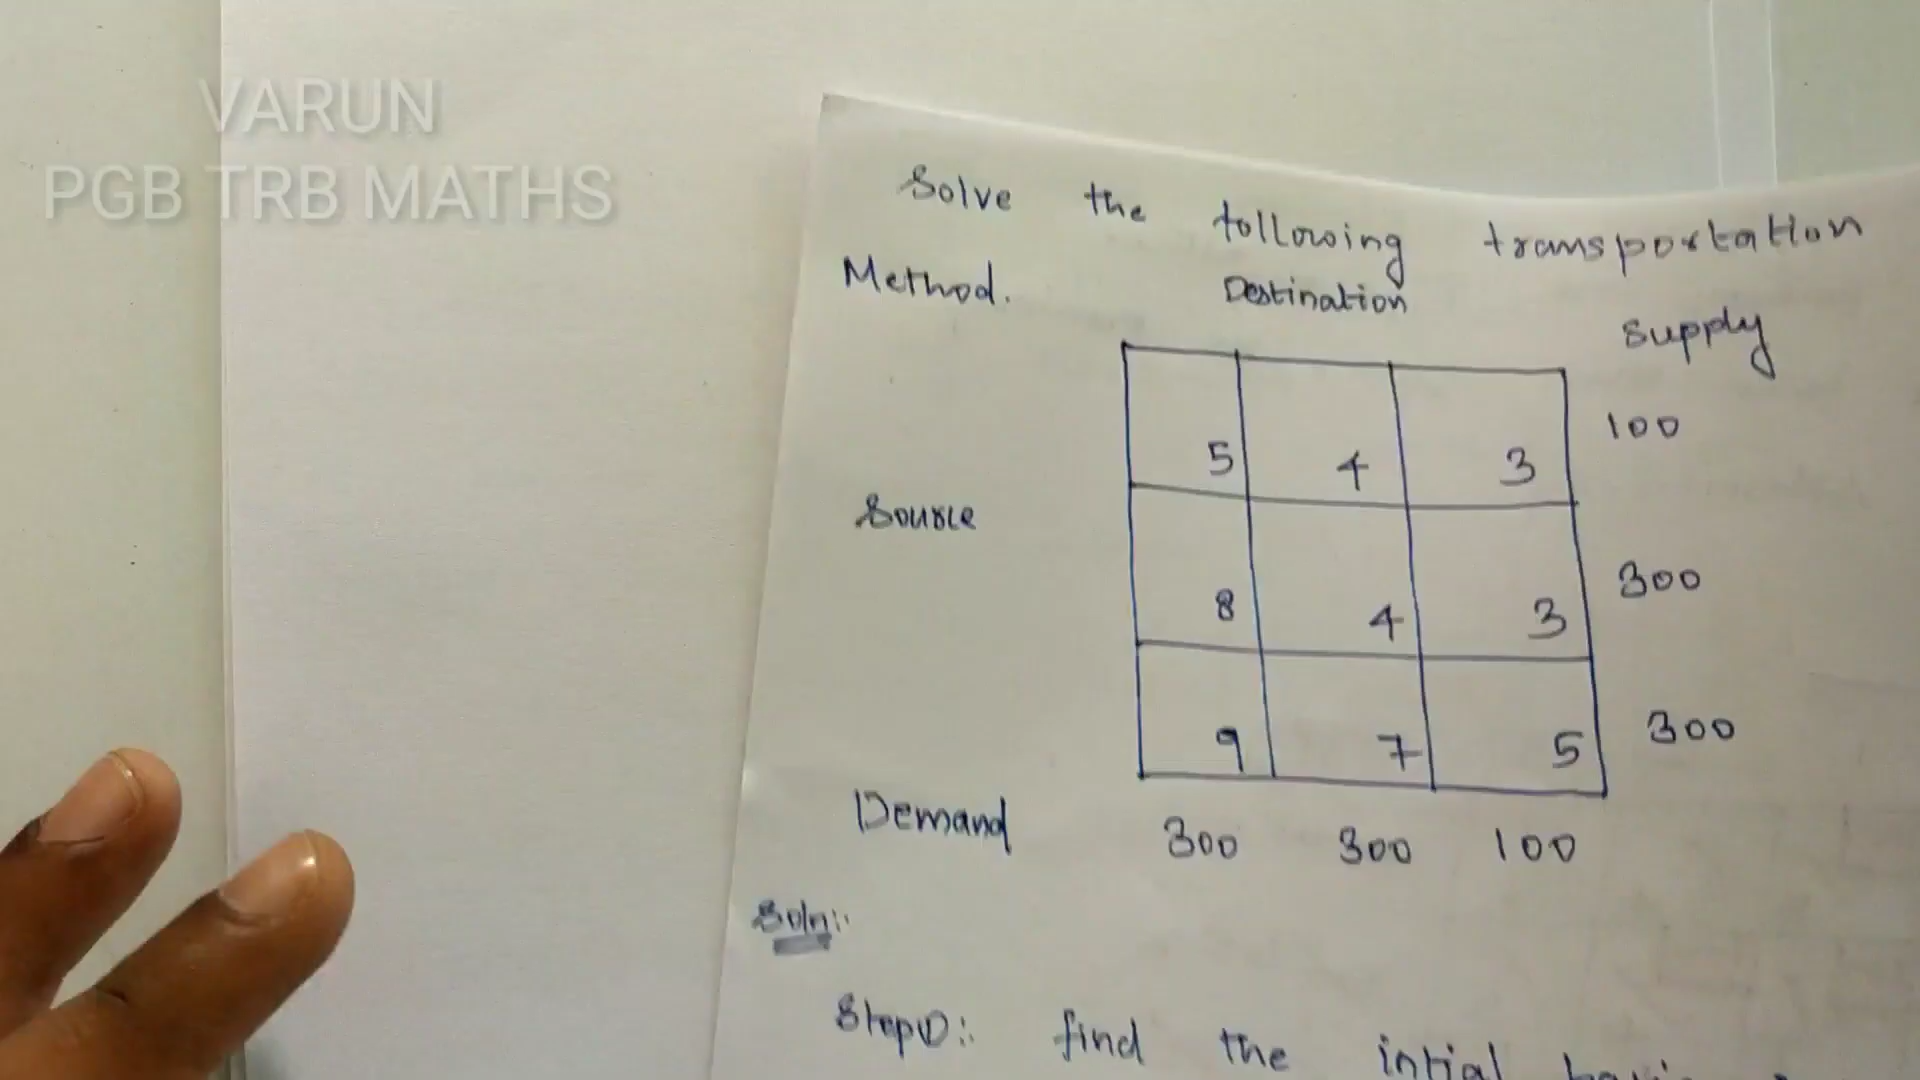 VARUN
PGB TRB MATHS
Solve the following transportation
Method.
Destination
Supply
5 4 3 100
Source
8 4 3 300
9 7 5 300
Demand 300 300 100
Soln:
Step①: find the intial